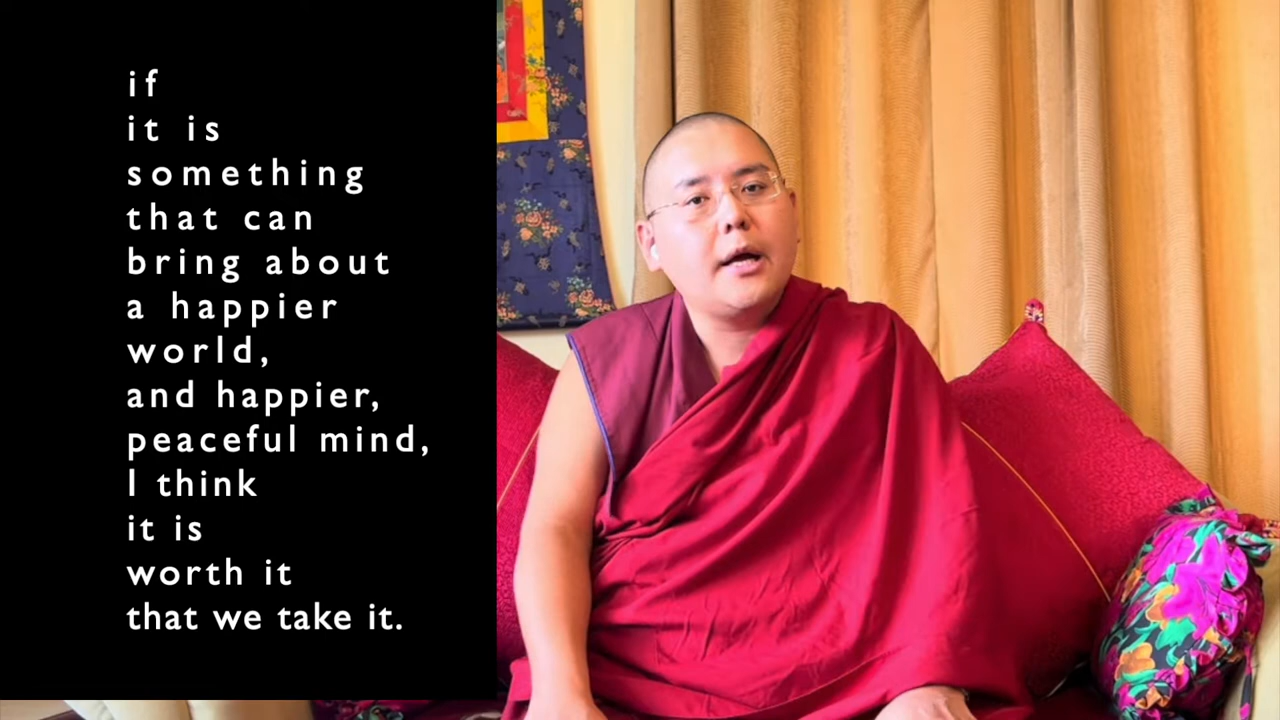 if
it is
something
that can
bring about
a happier
world,
and happier,
peaceful mind,
I think
it is
worth it
that we take it.